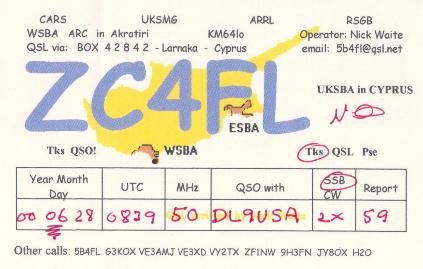 CARS UKSMG ARRL RSGB
WSBA ARC in Akrotiri KM64lo Operator: Nick Waite
QSL via: BOX 42842 - Larnaka - Cyprus email: 5b4fl@qsl.net
ZC4FL
UKSBA in CYPRUS
ESBA
WSBA
Tks QSO! Tks QSL Pse
Year Month Day UTC MHz QSO with SSB CW Report
00 06 28 0829 50 DL9USA 2x 59
Other calls: 5B4FL G3KOX VE3AMJ VE3XD VY2TX ZF1NW 9H3FN JY8OX H2O